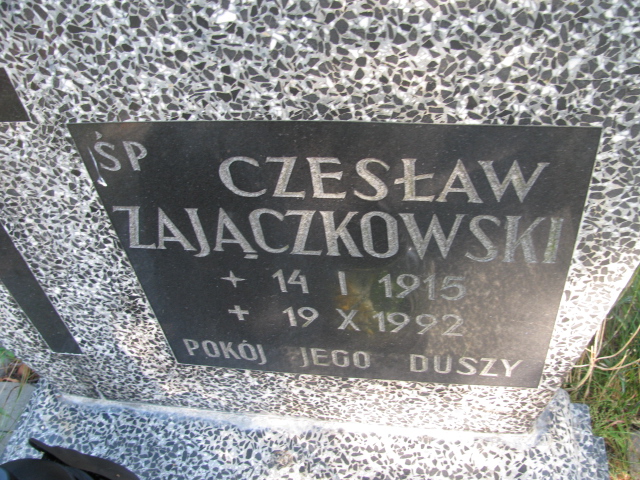 ŚP
CZESŁAW
ZAJĄCZKOWSKI
+ 14 I 1915
+ 19 X 1992
POKÓJ JEGO DUSZY